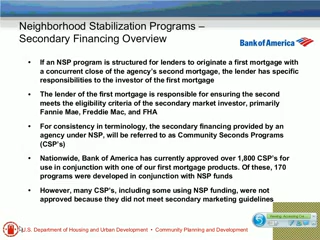 Neighborhood Stabilization Programs –
Secondary Financing Overview
Bank of America
• If an NSP program is structured for lenders to originate a first mortgage with
a concurrent close of the agency's second mortgage, the lender has specific
responsibilities to the investor of the first mortgage
• The lender of the first mortgage is responsible for ensuring the second
meets the eligibility criteria of the secondary market investor, primarily
Fannie Mae, Freddie Mac, and FHA
• For consistency in terminology, the secondary financing provided by an
agency under NSP, will be referred to as Community Seconds Programs
(CSP's)
• Nationwide, Bank of America has currently approved over 1,800 CSP's for
use in conjunction with one of our first mortgage products. Of these, 170
programs were developed in conjunction with NSP funds
• However, many CSP's, including some using NSP funding, were not
approved because they did not meet secondary marketing guidelines
U.S. Department of Housing and Urban Development • Community Planning and Development